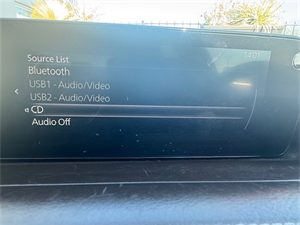 Source List
Bluetooth
USB1 - Audio/Video
USB2 - Audio/Video
CD
Audio Off